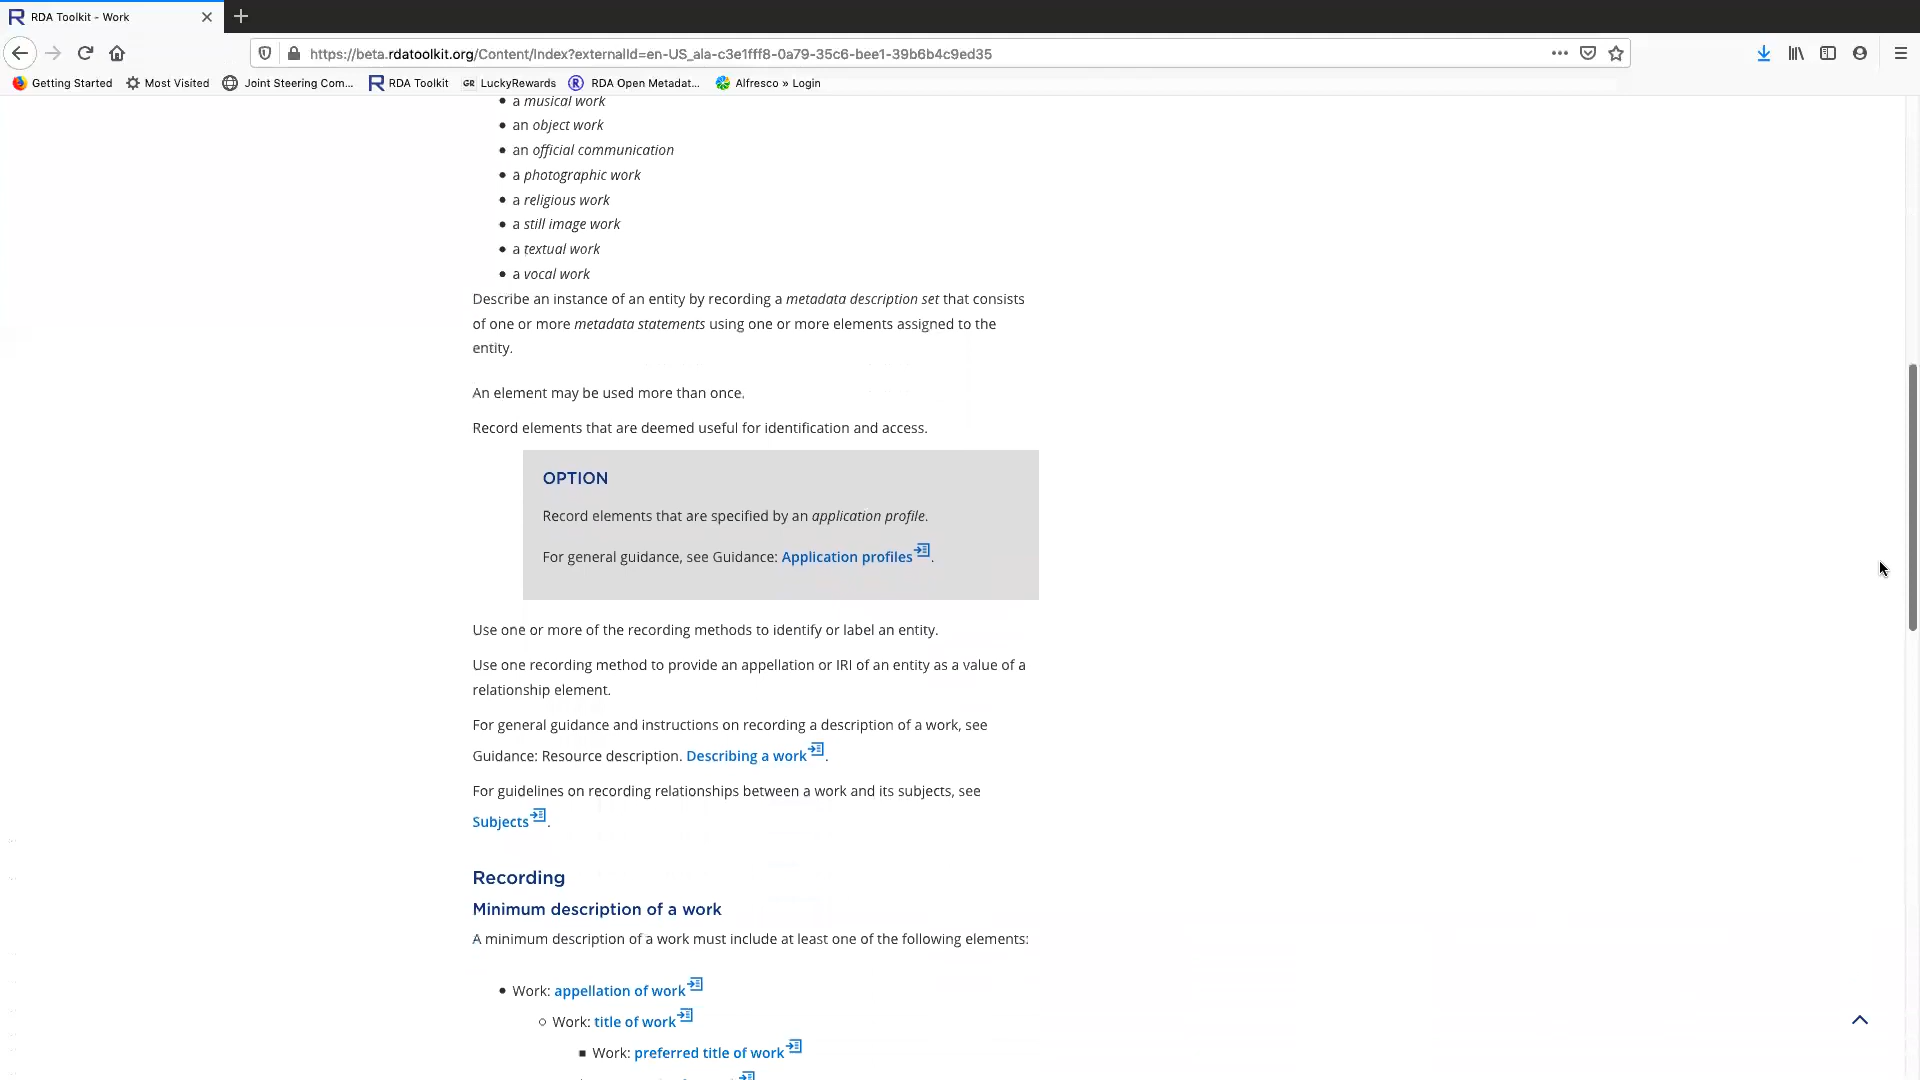 RDA Toolkit - Work
https://beta.rdatoolkit.org/Content/Index?externalId=en-US_ala-c3e1fff8-0a79-35c6-bee1-39b6b4c9ed35
Getting Started Most Visited Joint Steering Com... RDA Toolkit GR LuckyRewards RDA Open Metadat... Alfresco » Login
• a musical work
• an object work
• an official communication
• a photographic work
• a religious work
• a still image work
• a textual work
• a vocal work
Describe an instance of an entity by recording a metadata description set that consists
of one or more metadata statements using one or more elements assigned to the
entity.
An element may be used more than once.
Record elements that are deemed useful for identification and access.
OPTION
Record elements that are specified by an application profile.
For general guidance, see Guidance: Application profiles.
Use one or more of the recording methods to identify or label an entity.
Use one recording method to provide an appellation or IRI of an entity as a value of a
relationship element.
For general guidance and instructions on recording a description of a work, see
Guidance: Resource description. Describing a work.
For guidelines on recording relationships between a work and its subjects, see
Subjects.
Recording
Minimum description of a work
A minimum description of a work must include at least one of the following elements:
• Work: appellation of work
○ Work: title of work
▪ Work: preferred title of work